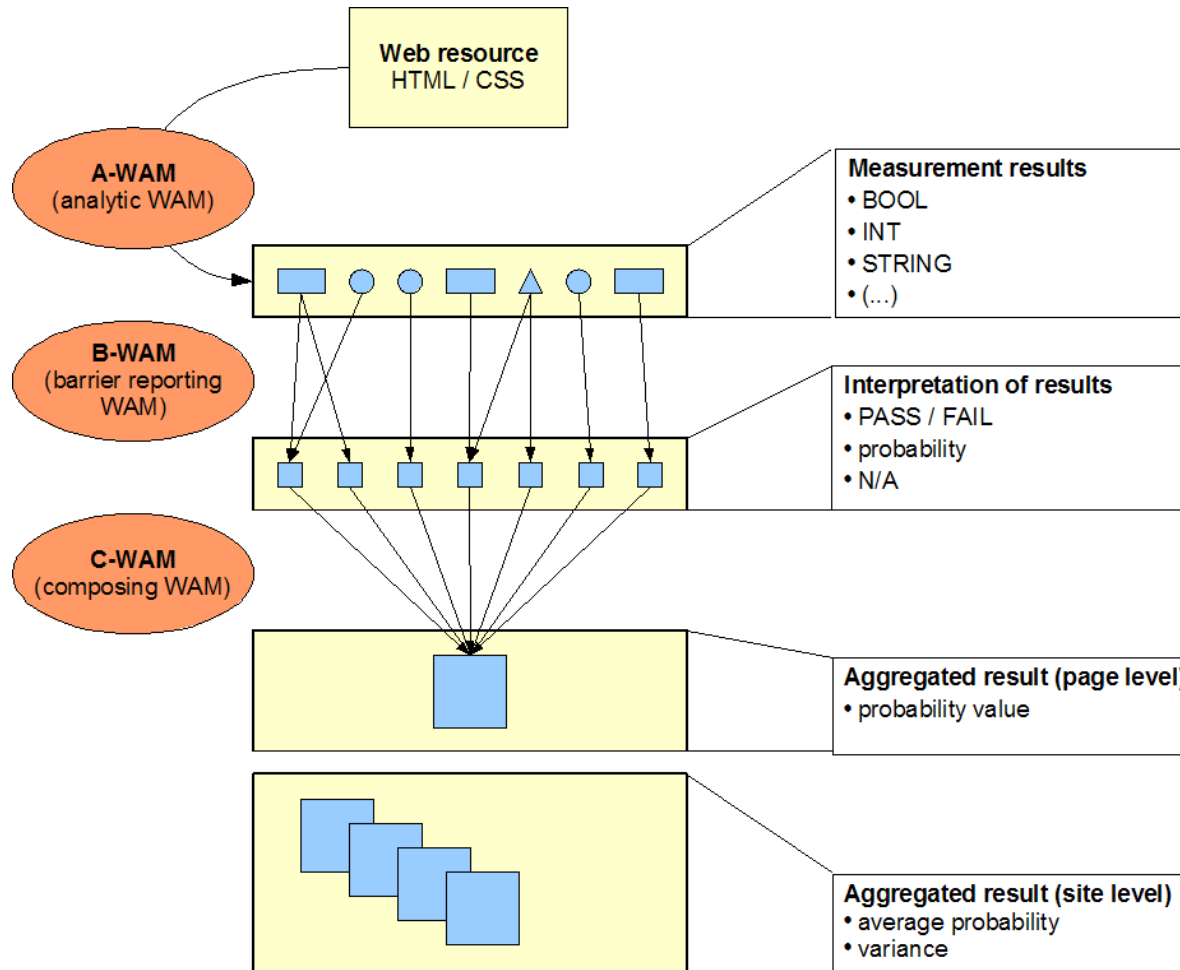 Web resource
HTML / CSS
A-WAM
(analytic WAM)
Measurement results
• BOOL
• INT
• STRING
• (...)
B-WAM
(barrier reporting
WAM)
Interpretation of results
• PASS / FAIL
• probability
• N/A
C-WAM
(composing WAM)
Aggregated result (page level)
• probability value
Aggregated result (site level)
• average probability
• variance